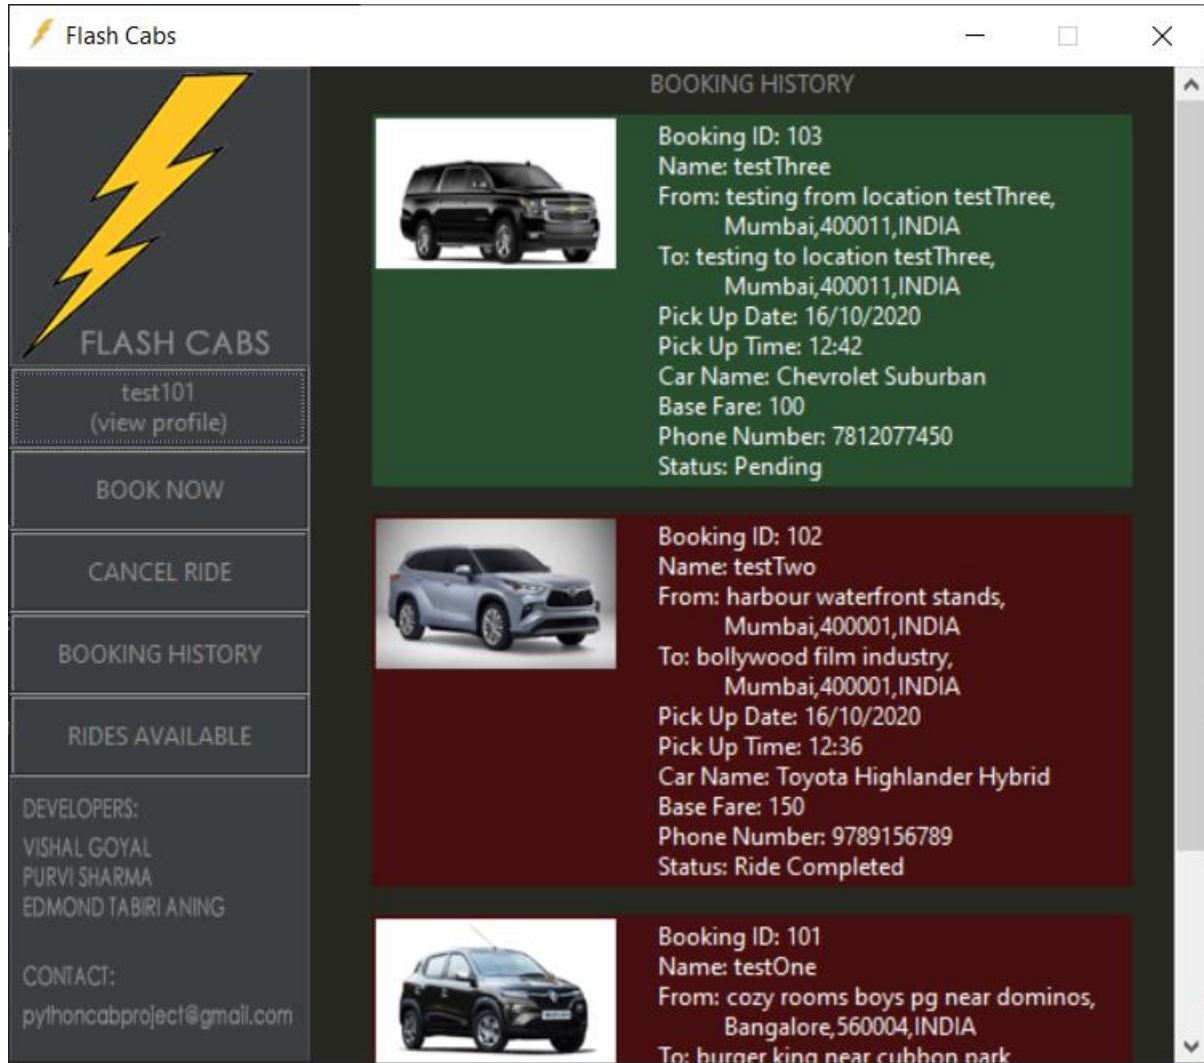 Flash Cabs
FLASH CABS
test101
(view profile)
BOOK NOW
CANCEL RIDE
BOOKING HISTORY
RIDES AVAILABLE
DEVELOPERS:
VISHAL GOYAL
PURVI SHARMA
EDMOND TABIRI ANING
CONTACT:
pythoncabproject@gmail.com
BOOKING HISTORY
Booking ID: 103
Name: testThree
From: testing from location testThree,
Mumbai,400011,INDIA
To: testing to location testThree,
Mumbai,400011,INDIA
Pick Up Date: 16/10/2020
Pick Up Time: 12:42
Car Name: Chevrolet Suburban
Base Fare: 100
Phone Number: 7812077450
Status: Pending
Booking ID: 102
Name: testTwo
From: harbour waterfront stands,
Mumbai,400001,INDIA
To: bollywood film industry,
Mumbai,400001,INDIA
Pick Up Date: 16/10/2020
Pick Up Time: 12:36
Car Name: Toyota Highlander Hybrid
Base Fare: 150
Phone Number: 9789156789
Status: Ride Completed
Booking ID: 101
Name: testOne
From: cozy rooms boys pg near dominos,
Bangalore,560004,INDIA
To: burger king near cubbon park